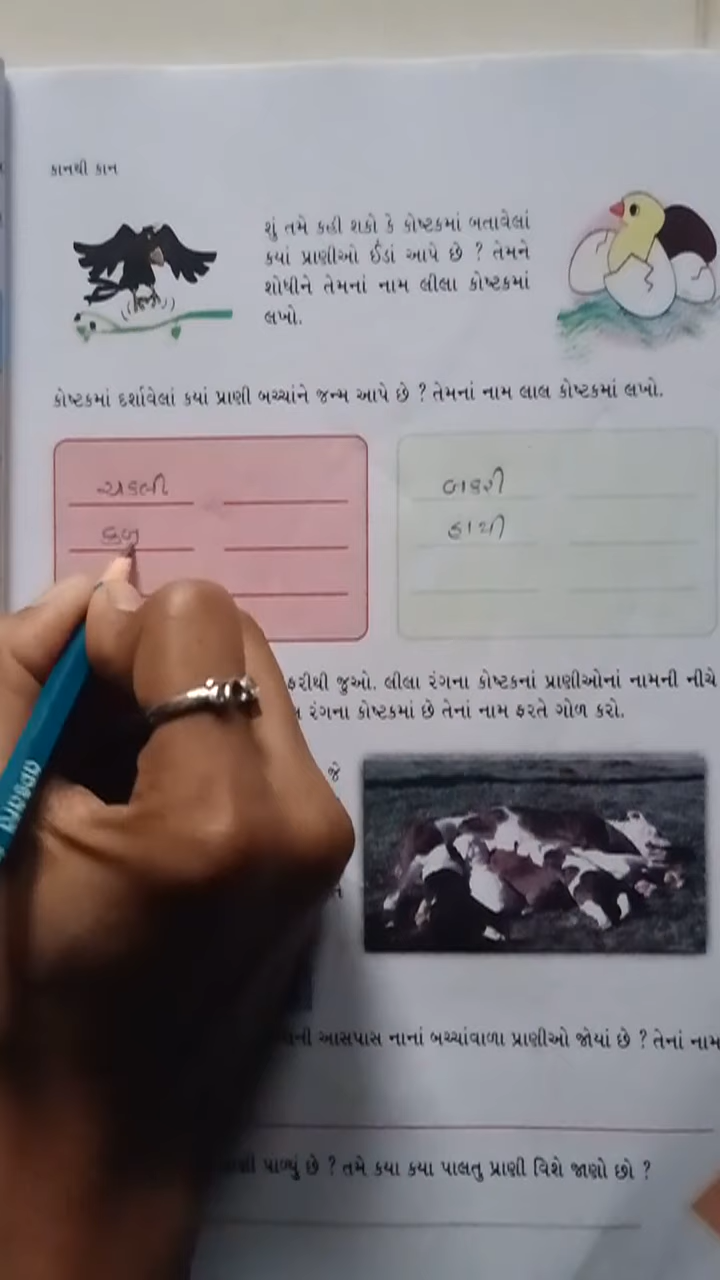 કાનથી કાન
શું તમે કહી શકો કે કોષ્ટકમાં બતાવેલાં
કયાં પ્રાણીઓ ઈંડાં આપે છે ? તેમને
શોધીને તેમનાં નામ લીલા કોષ્ટકમાં
લખો.
કોષ્ટકમાં દર્શાવેલાં કયાં પ્રાણી બચ્ચાંને જન્મ આપે છે ? તેમનાં નામ લાલ કોષ્ટકમાં લખો.
ચકલી
બકરી
કબુ
હાથી
ફરીથી જુઓ. લીલા રંગના કોષ્ટકનાં પ્રાણીઓનાં નામની નીચે
રંગના કોષ્ટકમાં છે તેનાં નામ ફરતે ગોળ કરો.
જે
આસપાસ નાનાં બચ્ચાંવાળા પ્રાણીઓ જોયાં છે ? તેનાં નામ
પાળ્યું છે ? તમે કયા કયા પાલતુ પ્રાણી વિશે જાણો છો ?
apsara